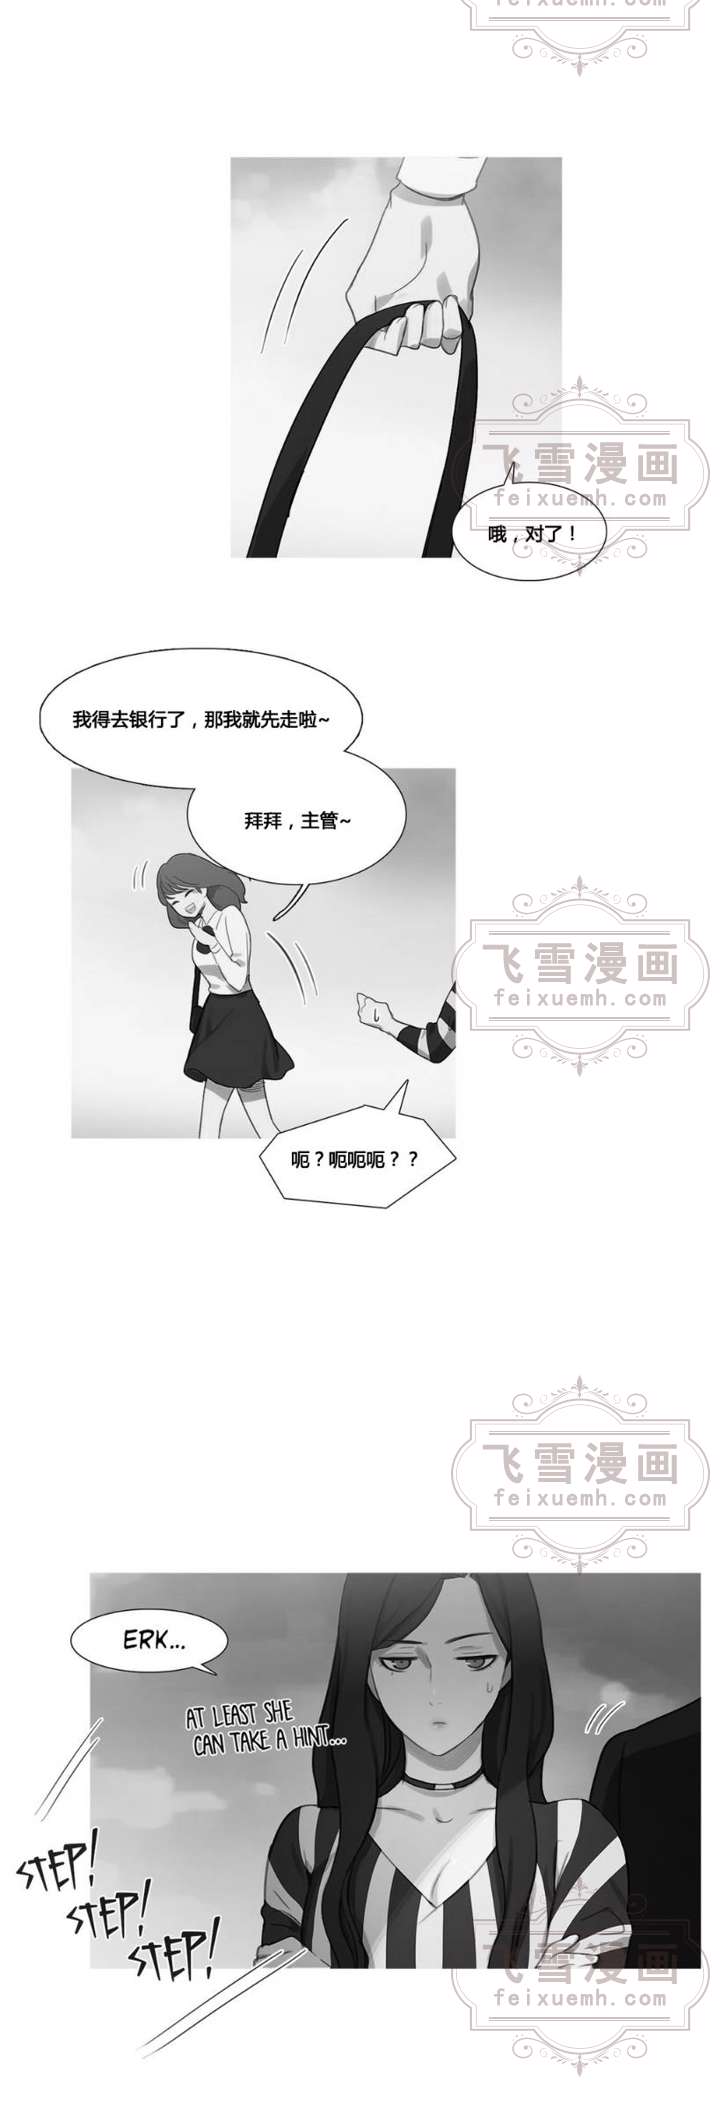 feixuemh.com
飞雪漫画
feixuemh.com
哦，对了！
我得去银行了，那我就先走啦~
拜拜，主管~
飞雪漫画
feixuemh.com
呃？呃呃呃？？
飞雪漫画
feixuemh.com
ERK...
AT LEAST SHE
CAN TAKE A HINT...
STEP!
STEP!
STEP!
飞雪漫画
feixuemh.com